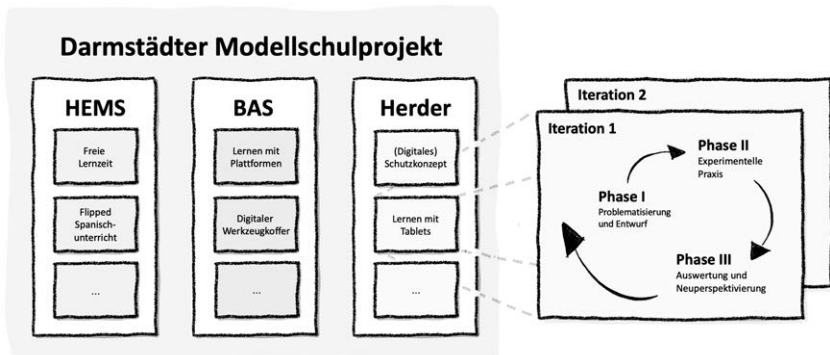 Darmstädter Modellschulprojekt
HEMS
Freie
Lernzeit
Flipped
Spanisch-
unterricht
...
BAS
Lernen mit
Plattformen
Digitaler
Werkzeugkoffer
...
Herder
(Digitales)
Schutzkonzept
Lernen mit
Tablets
...
Iteration 2
Iteration 1
Phase I
Problematisierung
und Entwurf
Phase II
Experimentelle
Praxis
Phase III
Auswertung und
Neuperspektivierung